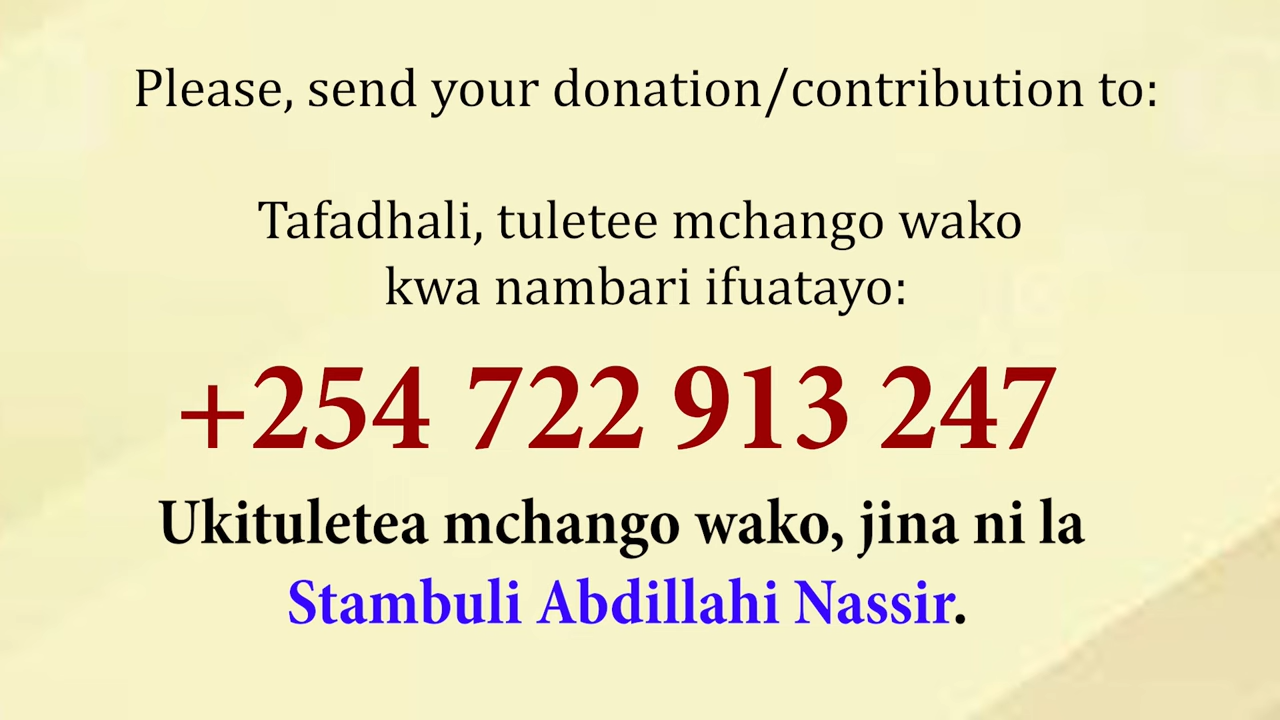 Please, send your donation/contribution to:
Tafadhali, tuletee mchango wako
kwa nambari ifuatayo:
+254 722 913 247
Ukituletea mchango wako, jina ni la
Stambuli Abdillahi Nassir.